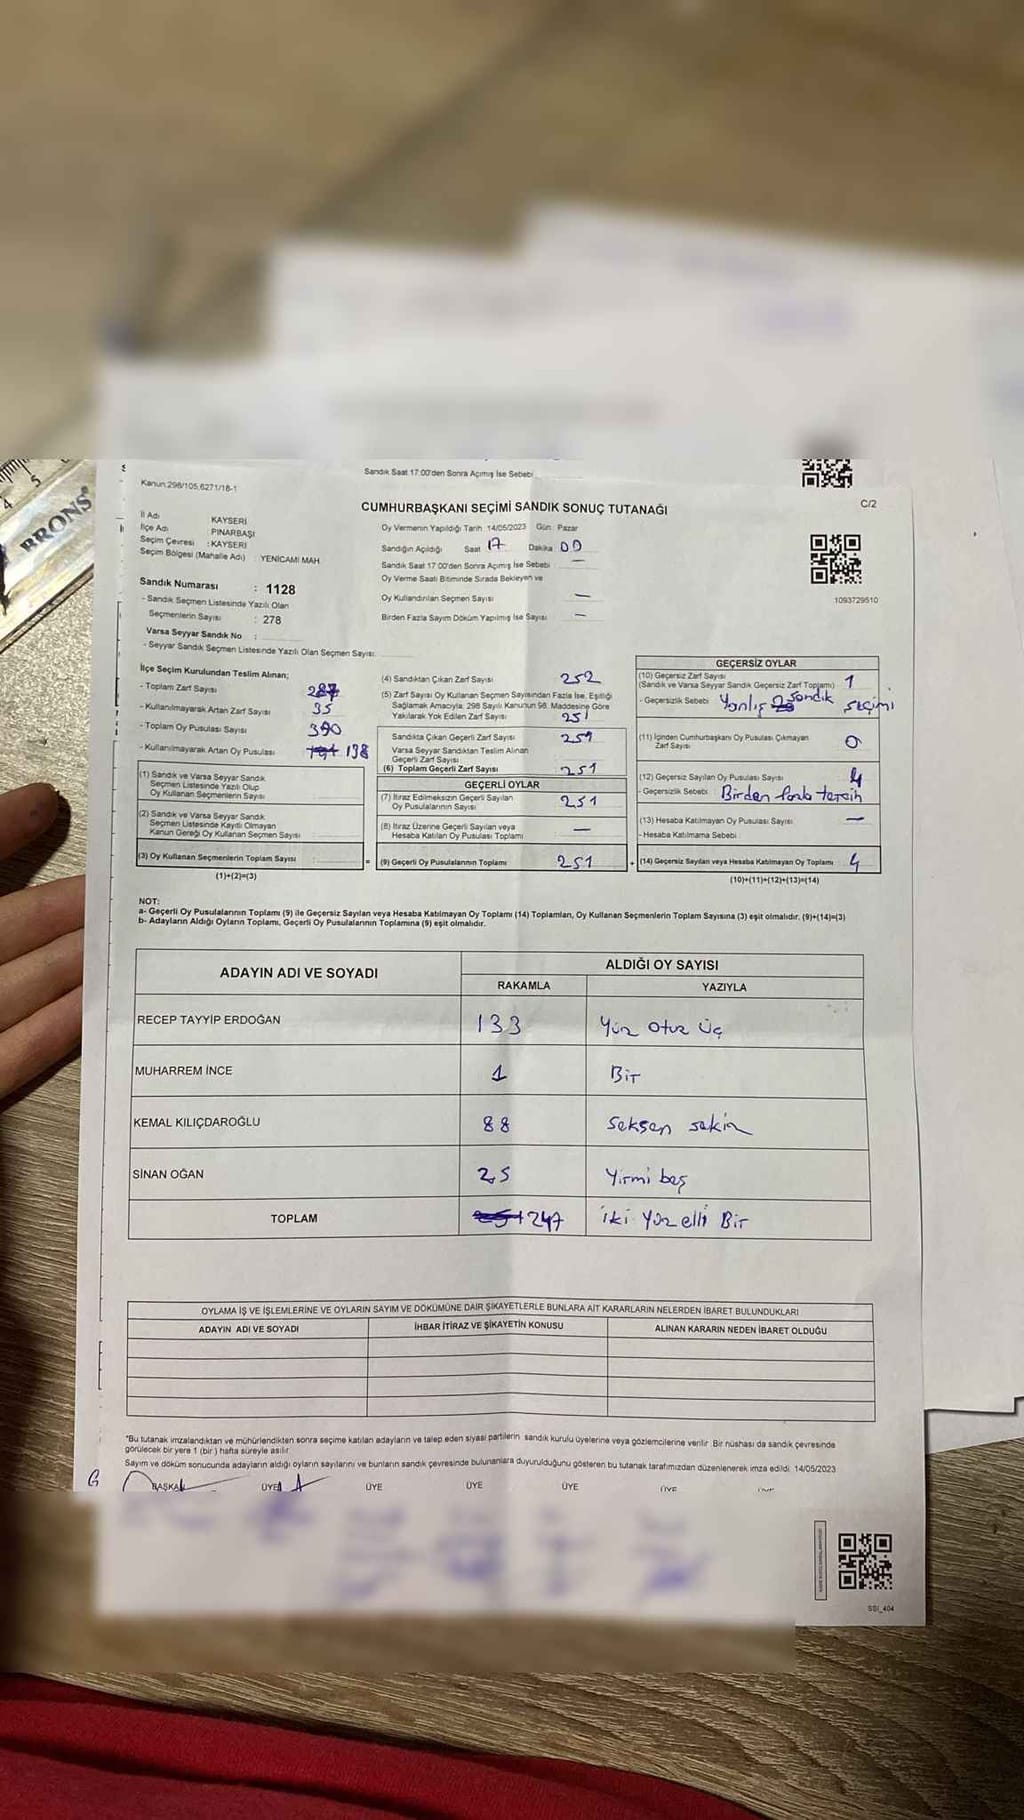 BRONS
Sandık Saat 17:00'den Sonra Açımış İse Sebebi
Kanun:298/105,6271/18-1
C/2
CUMHURBAŞKANI SEÇİMİ SANDIK SONUÇ TUTANAĞI
İl Adı KAYSERİ
İlçe Adı PINARBAŞI
Seçim Çevresi : KAYSERİ
Seçim Bölgesi (Mahalle Adı) : YENİCAMİ MAH
Sandık Numarası : 1128
- Sandık Seçmen Listesinde Yazılı Olan
Seçmenlerin Sayısı : 278
Varsa Seyyar Sandık No :
- Seyyar Sandık Seçmen Listesinde Yazılı Olan Seçmen Sayısı:
Oy Vermenin Yapıldığı Tarih :14/05/2023 Gün: Pazar
Sandığın Açıldığı Saat 17 Dakika 00
Sandık Saat 17:00'den Sonra Açımış İse Sebebi —
Oy Verme Saati Bitiminde Sırada Bekleyen ve
Oy Kullandırılan Seçmen Sayısı —
Birden Fazla Sayım Döküm Yapılmış İse Sayısı —
1093729510
İlçe Seçim Kurulundan Teslim Alınan;
- Toplam Zarf Sayısı 287
- Kullanılmayarak Artan Zarf Sayısı 35
- Toplam Oy Pusulası Sayısı 390
- Kullanılmayarak Artan Oy Pusulası 138
(1) Sandık ve Varsa Seyyar Sandık
Seçmen Listesinde Yazılı Olup
Oy Kullanan Seçmenlerin Sayısı
(2) Sandık ve Varsa Seyyar Sandık
Seçmen Listesinde Kayıtlı Olmayan
Kanun Gereği Oy Kullanan Seçmen Sayısı
(3) Oy Kullanan Seçmenlerin Toplam Sayısı =
(1)+(2)=(3)
(4) Sandıktan Çıkan Zarf Sayısı 252
(5) Zarf Sayısı Oy Kullanan Seçmen Sayısından Fazla İse, Eşitliği
Sağlamak Amacıyla; 298 Sayılı Kanunun 98. Maddesine Göre
Yakılarak Yok Edilen Zarf Sayısı 251
Sandıkta Çıkan Geçerli Zarf Sayısı 251
Varsa Seyyar Sandıktan Teslim Alınan
Geçerli Zarf Sayısı
(6) Toplam Geçerli Zarf Sayısı 251
GEÇERLİ OYLAR
(7) İtiraz Edilmeksizin Geçerli Sayılan
Oy Pusulalarının Sayısı 251
(8) İtiraz Üzerine Geçerli Sayılan veya
Hesaba Katılan Oy Pusulası Toplamı —
(9) Geçerli Oy Pusulalarının Toplamı 251 +
GEÇERSİZ OYLAR
(10) Geçersiz Zarf Sayısı
(Sandık ve Varsa Seyyar Sandık Geçersiz Zarf Toplamı) 1
- Geçersizlik Sebebi Yanlış sandık seçimi
(11) İçinden Cumhurbaşkanı Oy Pusulası Çıkmayan
Zarf Sayısı 0
(12) Geçersiz Sayılan Oy Pusulası Sayısı 4
- Geçersizlik Sebebi: Birden fazla tercih
(13) Hesaba Katılmayan Oy Pusulası Sayısı —
- Hesaba Katılmama Sebebi
(14) Geçersiz Sayılan veya Hesaba Katılmayan Oy Toplamı 4
(10)+(11)+(12)+(13)=(14)
NOT:
a- Geçerli Oy Pusulalarının Toplamı (9) ile Geçersiz Sayılan veya Hesaba Katılmayan Oy Toplamı (14) Toplamları, Oy Kullanan Seçmenlerin Toplam Sayısına (3) eşit olmalıdır. (9)+(14)=(3)
b- Adayların Aldığı Oyların Toplamı, Geçerli Oy Pusulalarının Toplamına (9) eşit olmalıdır.
ADAYIN ADI VE SOYADI ALDIĞI OY SAYISI
RAKAMLA YAZIYLA
RECEP TAYYİP ERDOĞAN 133 Yüz Otuz Üç
MUHARREM İNCE 1 Bir
KEMAL KILIÇDAROĞLU 88 Seksen sekiz
SİNAN OĞAN 25 Yirmi beş
TOPLAM 251 247 iki Yüz elli Bir
OYLAMA İŞ VE İŞLEMLERİNE VE OYLARIN SAYIM VE DÖKÜMÜNE DAİR ŞİKAYETLERLE BUNLARA AİT KARARLARIN NELERDEN İBARET BULUNDUKLARI
ADAYIN ADI VE SOYADI İHBAR İTİRAZ VE ŞİKAYETİN KONUSU ALINAN KARARIN NEDEN İBARET OLDUĞU
*Bu tutanak imzalandıktan ve mühürlendikten sonra seçime katılan adayların ve talep eden siyasi partilerin sandık kurulu üyelerine veya gözlemcilerine verilir. Bir nüshası da sandık çevresinde
görülecek bir yere 1 (bir) hafta süreyle asılır.
Sayım ve döküm sonucunda adayların aldığı oyların sayılarını ve bunların sandık çevresinde bulunanlara duyurulduğunu gösteren bu tutanak tarafımızdan düzenlenerek imza edildi. 14/05/2023
BAŞKAN ÜYE ÜYE ÜYE ÜYE ÜYE
SSI_404